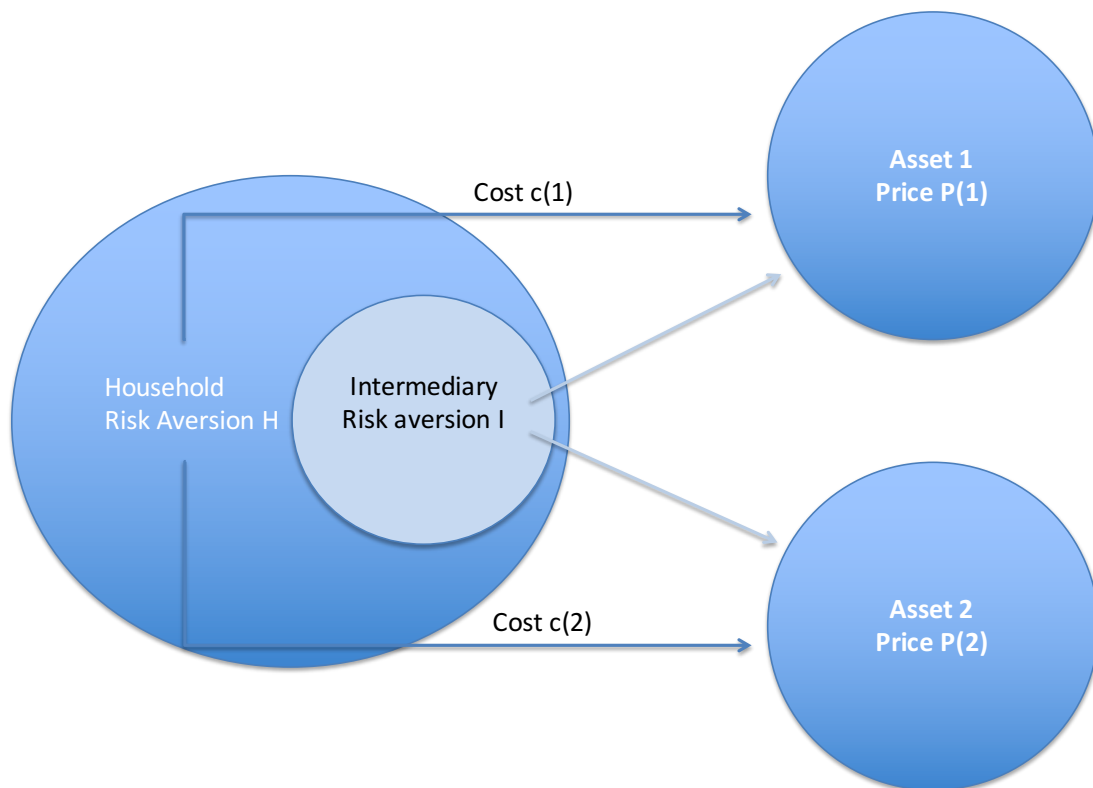 Asset 1
Price P(1)
Cost c(1)
Household
Risk Aversion H
Intermediary
Risk aversion I
Cost c(2)
Asset 2
Price P(2)